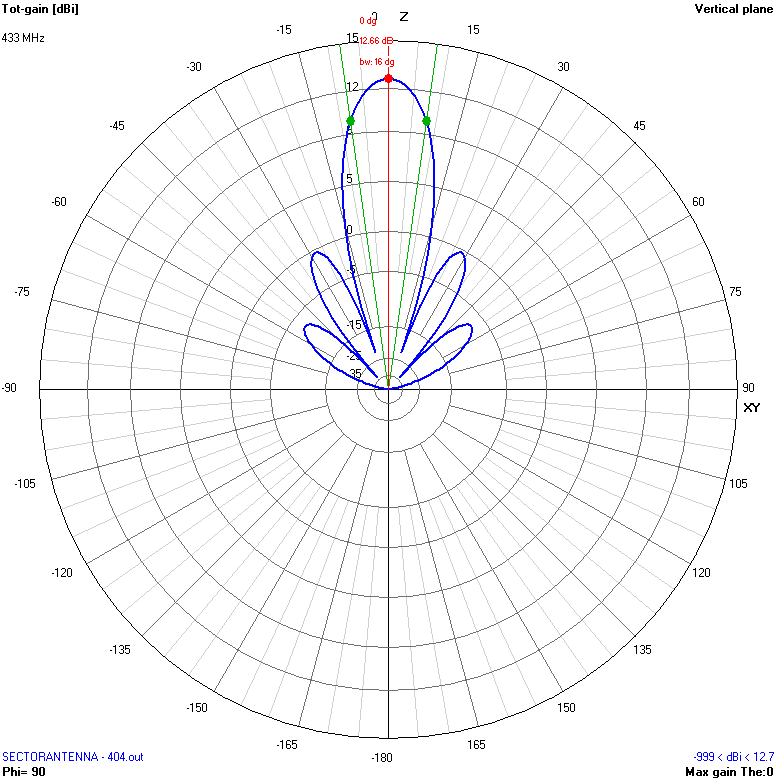 Tot-gain [dBi]
0 dg
Z
Vertical plane
-15
15
433 MHz
15
12.66 dB
bw: 16 dg
-30
30
12
-45
45
5
-60
60
0
-5
-75
75
-15
-25
-35
-90
90
XY
-105
105
-120
120
-135
135
-150
150
-165
165
-180
SECTORANTENNA - 404.out
-999 < dBi < 12.7
Phi= 90
Max gain The:0